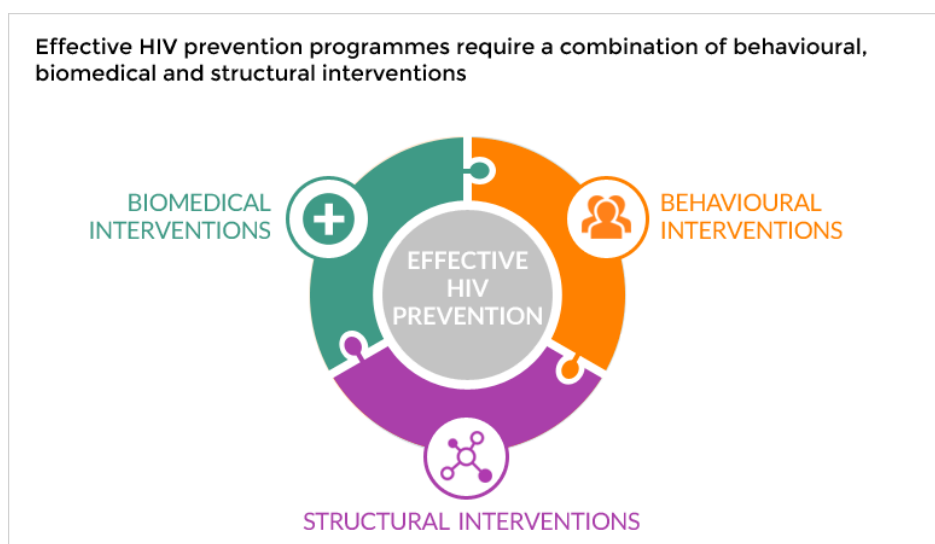 Effective HIV prevention programmes require a combination of behavioural,
biomedical and structural interventions
BIOMEDICAL
INTERVENTIONS
BEHAVIOURAL
INTERVENTIONS
EFFECTIVE
HIV
PREVENTION
STRUCTURAL INTERVENTIONS